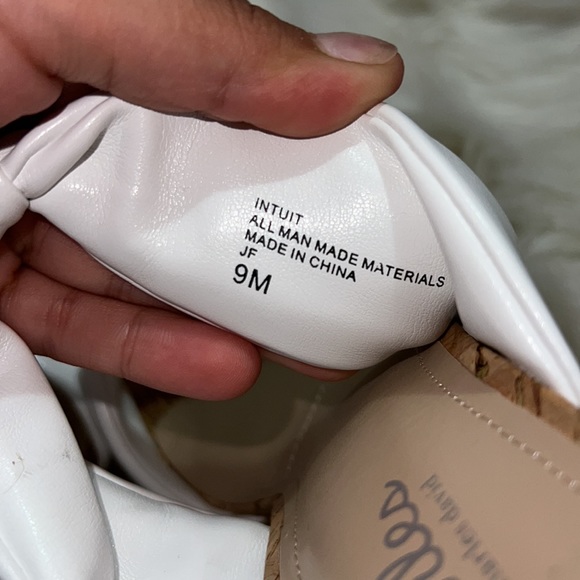 INTUIT
ALL MAN MADE MATERIALS
MADE IN CHINA
JF
9M
charles david